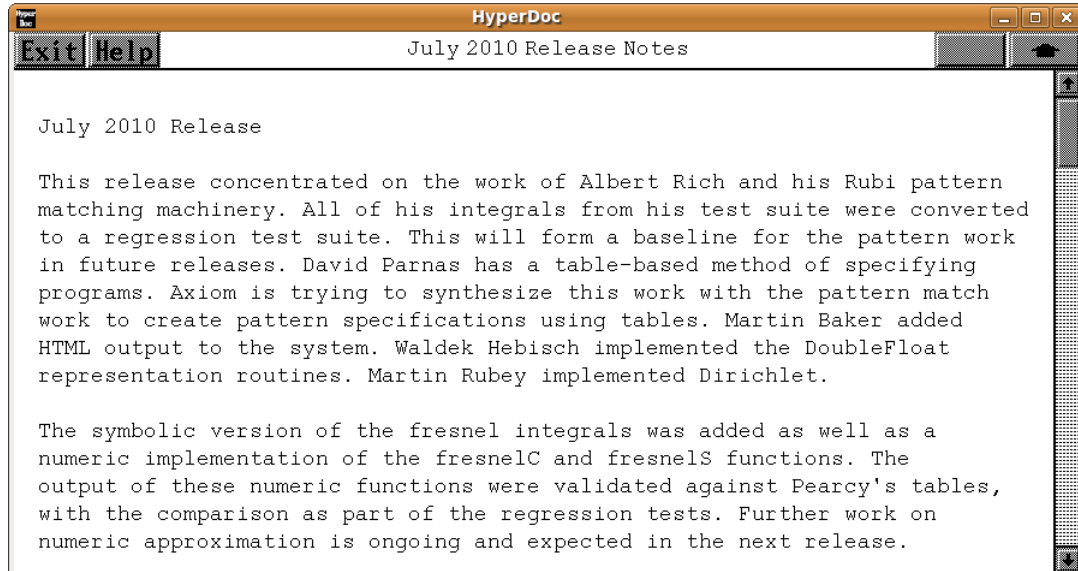 Hyper Doc
HyperDoc
Exit Help
July 2010 Release Notes
July 2010 Release
This release concentrated on the work of Albert Rich and his Rubi pattern
matching machinery. All of his integrals from his test suite were converted
to a regression test suite. This will form a baseline for the pattern work
in future releases. David Parnas has a table-based method of specifying
programs. Axiom is trying to synthesize this work with the pattern match
work to create pattern specifications using tables. Martin Baker added
HTML output to the system. Waldek Hebisch implemented the DoubleFloat
representation routines. Martin Rubey implemented Dirichlet.
The symbolic version of the fresnel integrals was added as well as a
numeric implementation of the fresnelC and fresnelS functions. The
output of these numeric functions were validated against Pearcy's tables,
with the comparison as part of the regression tests. Further work on
numeric approximation is ongoing and expected in the next release.